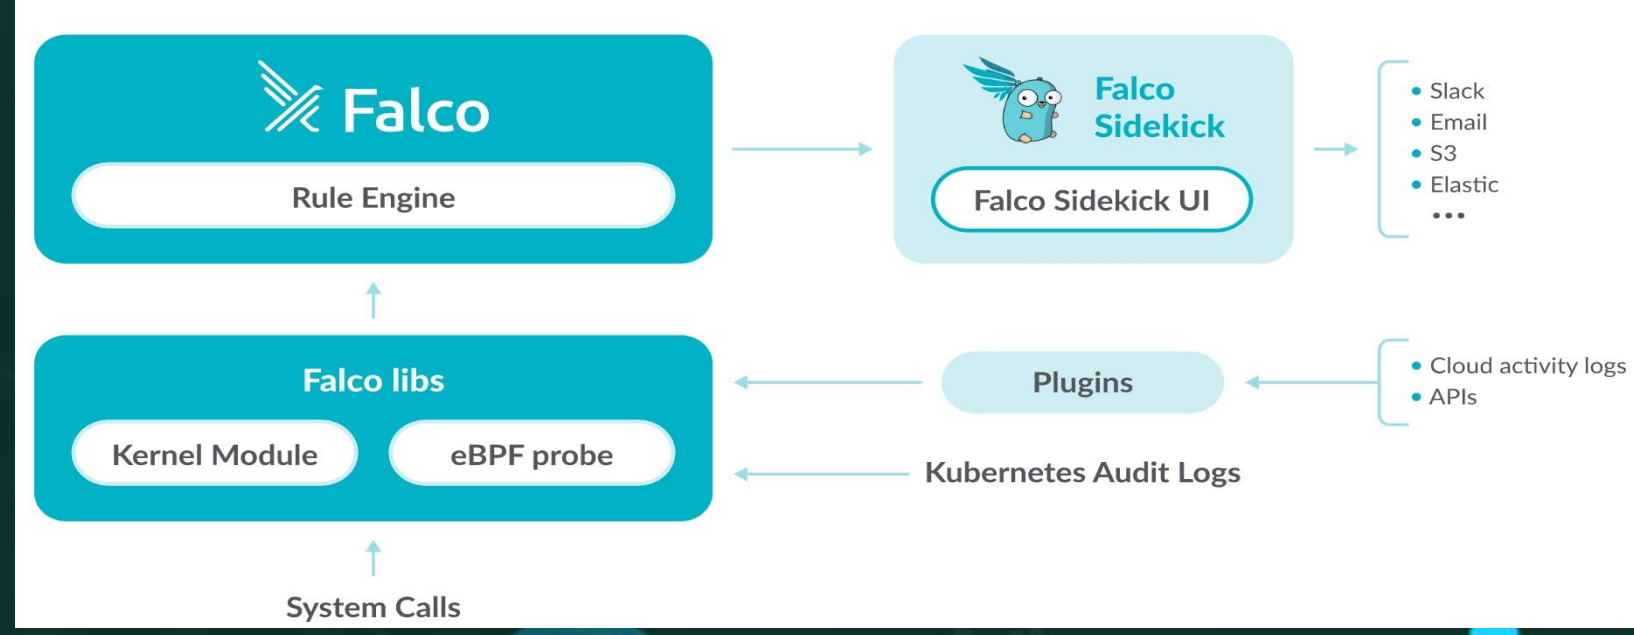 Falco
Rule Engine
Falco
Sidekick
Falco Sidekick UI
• Slack
• Email
• S3
• Elastic
...
Falco libs
Kernel Module
eBPF probe
Plugins
• Cloud activity logs
• APIs
Kubernetes Audit Logs
System Calls